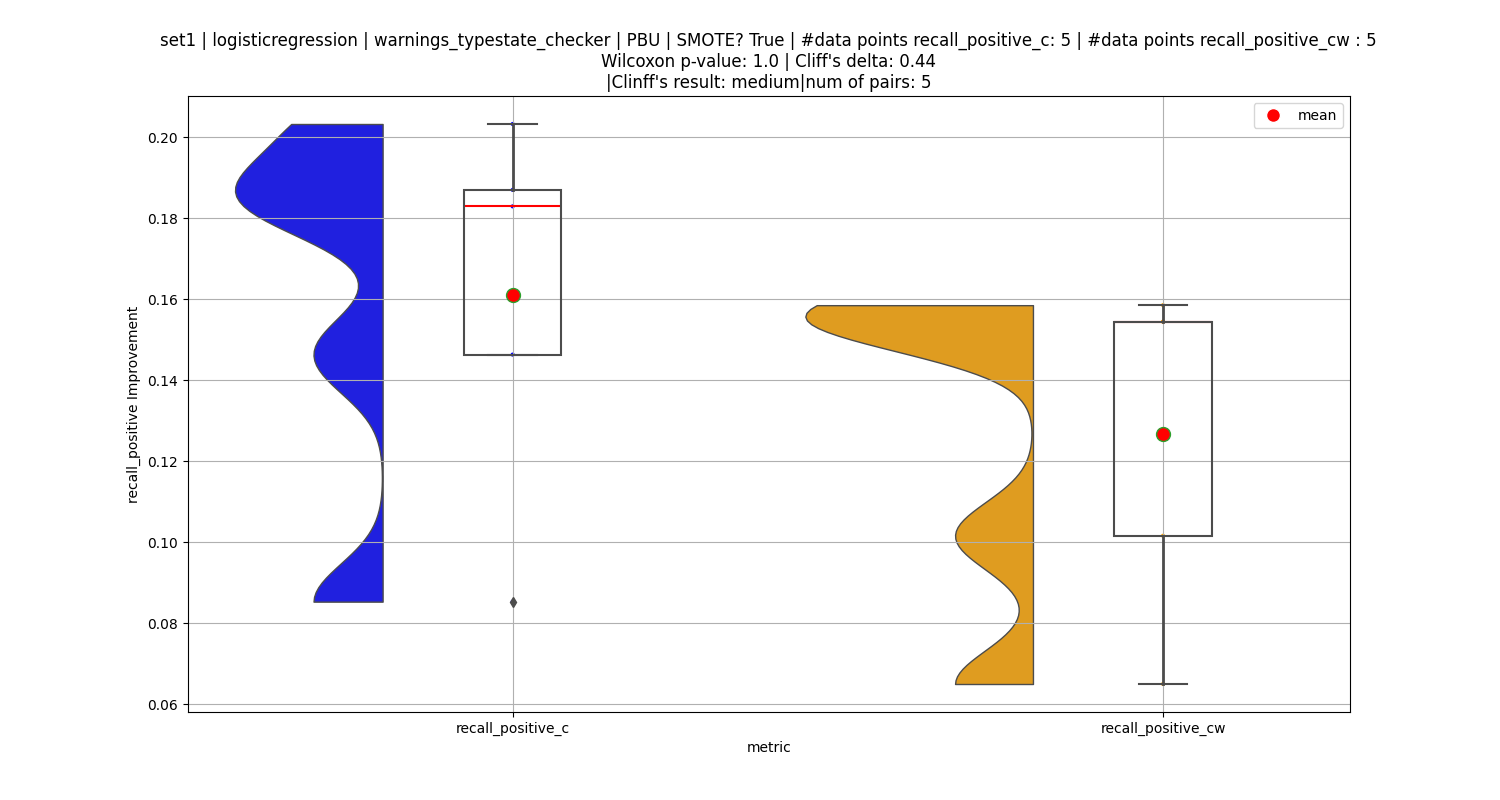 set1 | logisticregression | warnings_typestate_checker | PBU | SMOTE? True | #data points recall_positive_c: 5 | #data points recall_positive_cw : 5
Wilcoxon p-value: 1.0 | Cliff's delta: 0.44
|Clinff's result: medium|num of pairs: 5
mean
0.20
0.18
0.16
0.14
0.12
0.10
0.08
0.06
recall_positive Improvement
recall_positive_c
recall_positive_cw
metric